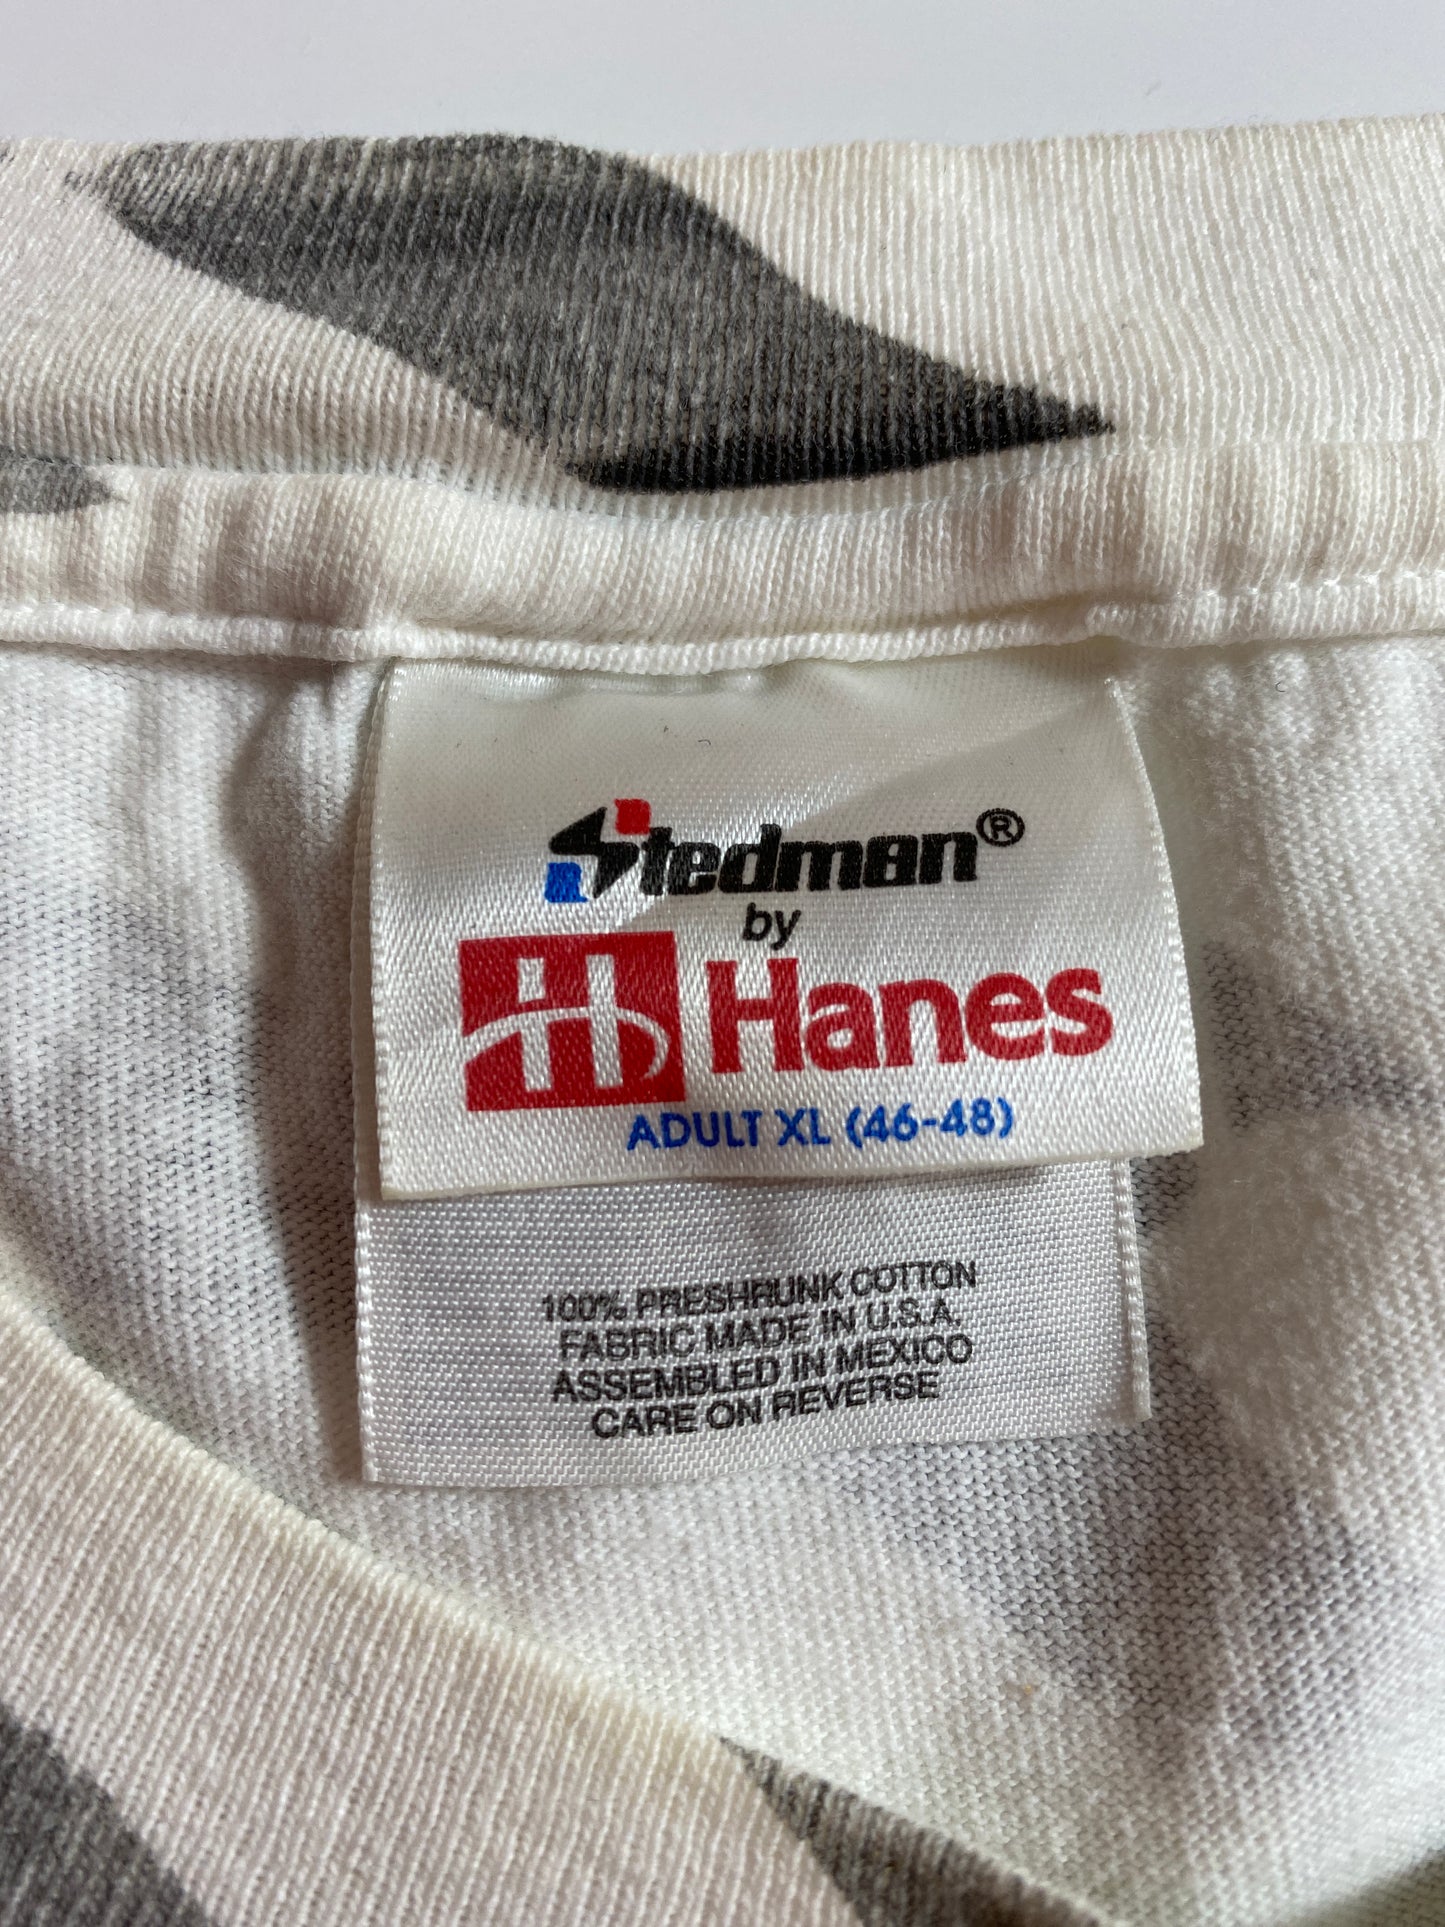 Stedman®
by
Hanes
ADULT XL (46-48)
100% PRESHRUNK COTTON
FABRIC MADE IN U.S.A.
ASSEMBLED IN MEXICO
CARE ON REVERSE